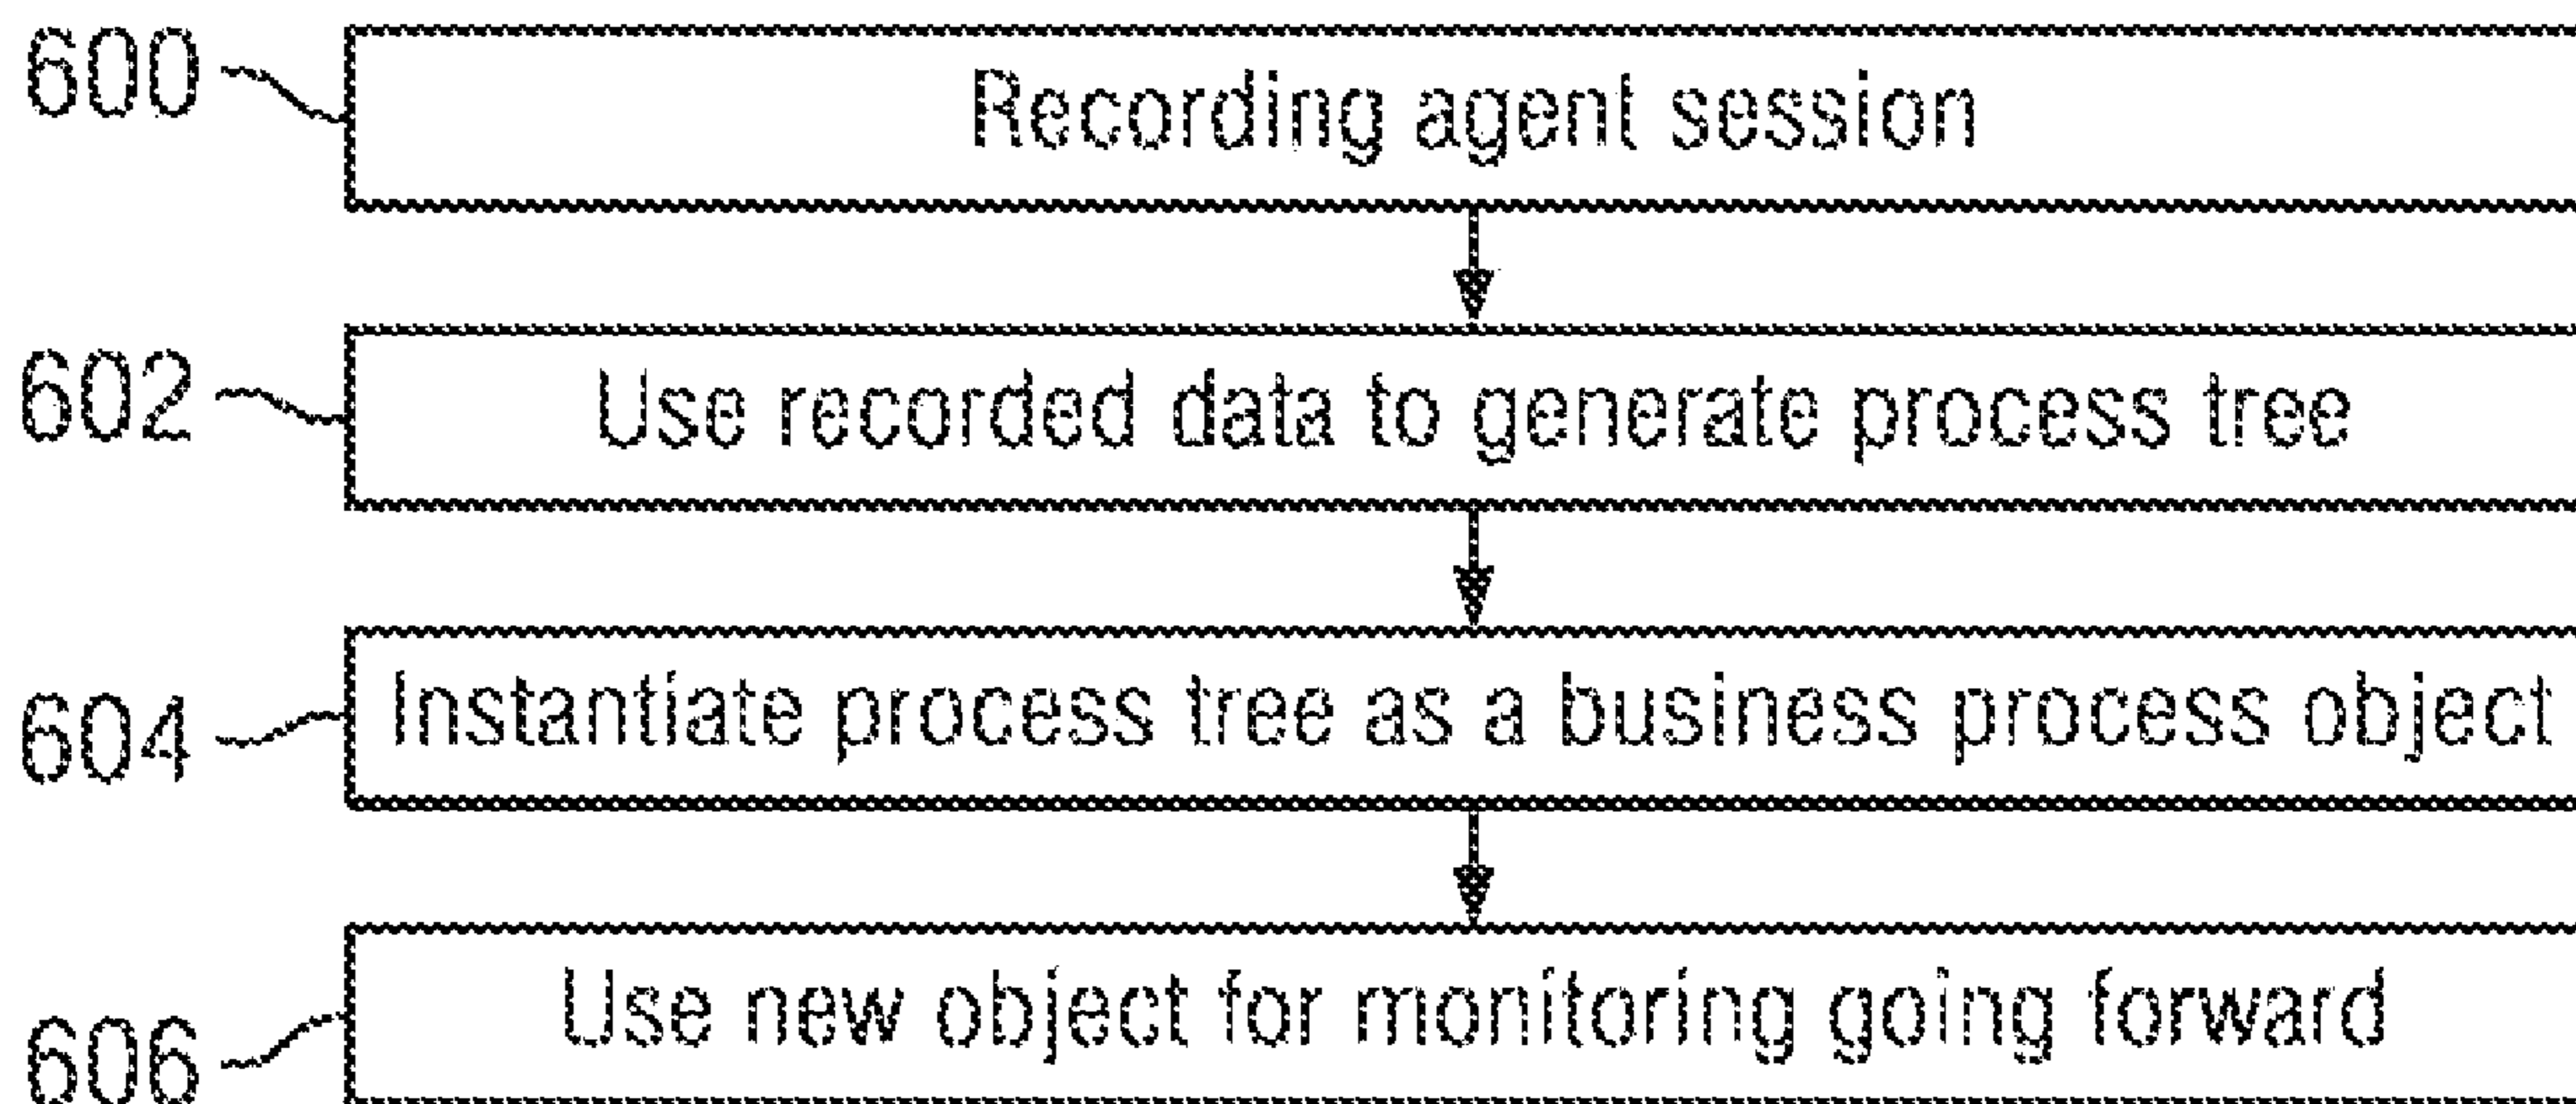 600
Recording agent session
602
Use recorded data to generate process tree
604
Instantiate process tree as a business process object
606
Use new object for monitoring going forward